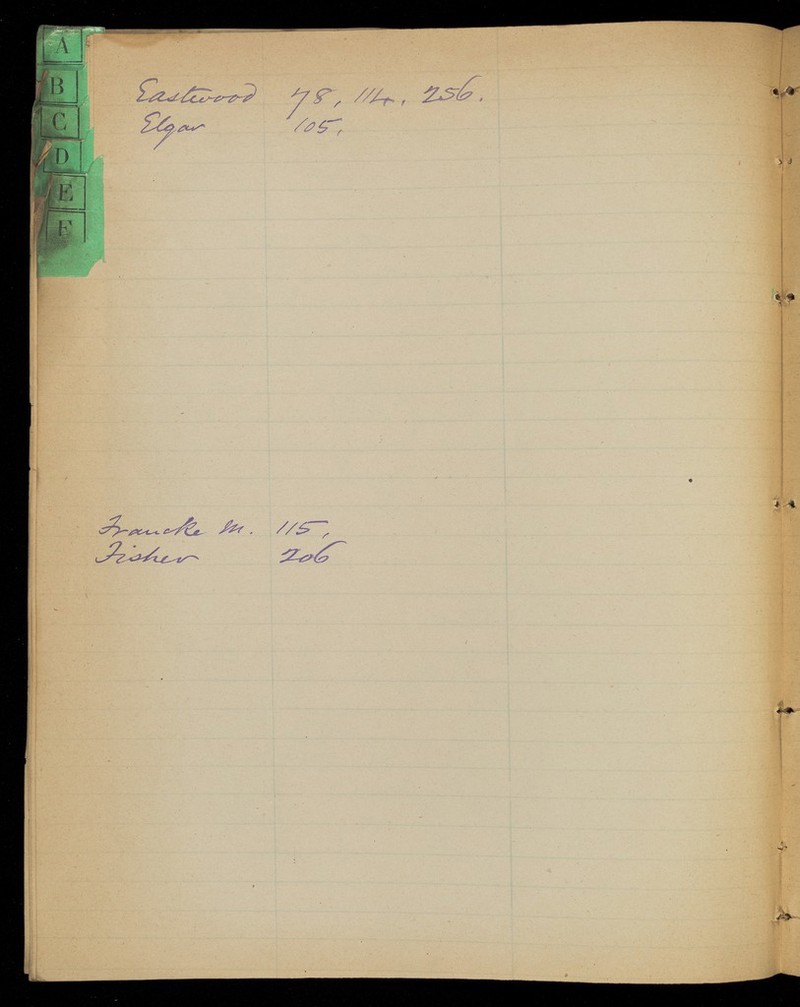 A
B
C
D
E
F
Eastwood 78, 114, 256.
Elgar 105,
Francke M. 115,
Fisher 206